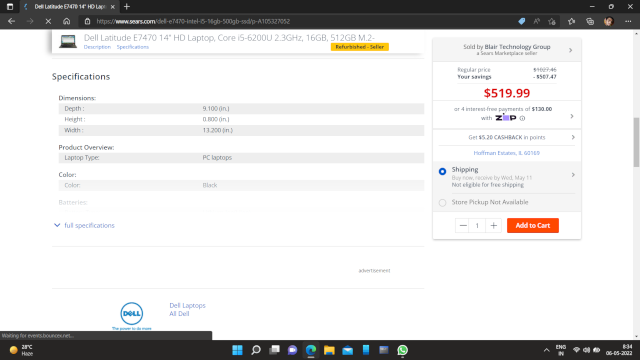 Dell Latitude E7470 14" HD Lapt
https://www.sears.com/dell-e7470-intel-i5-16gb-500gb-ssd/p-A105327052
Dell Latitude E7470 14" HD Laptop, Core i5-6200U 2.3GHz, 16GB, 512GB M.2-
Description Specifications
Refurbished - Seller
Specifications
Dimensions:
Depth : 9.100 (in.)
Height : 0.800 (in.)
Width : 13.200 (in.)
Product Overview:
Laptop Type: PC laptops
Color:
Color: Black
Batteries
full specifications
advertisement
DELL
The power to do more
Dell Laptops
All Dell
Sold by Blair Technology Group
a Sears Marketplace seller
Regular price $1027.46
Your savings - $507.47
$519.99
or 4 interest-free payments of $130.00
with ZIP
Get $5.20 CASHBACK in points
Hoffman Estates, IL 60169
Shipping
Buy now, receive by Wed, May 11
Not eligible for free shipping
Store Pickup Not Available
1
Add to Cart
Waiting for events.bouncex.net...
28°C
Haze
ENG
IN
8:34
06-05-2022